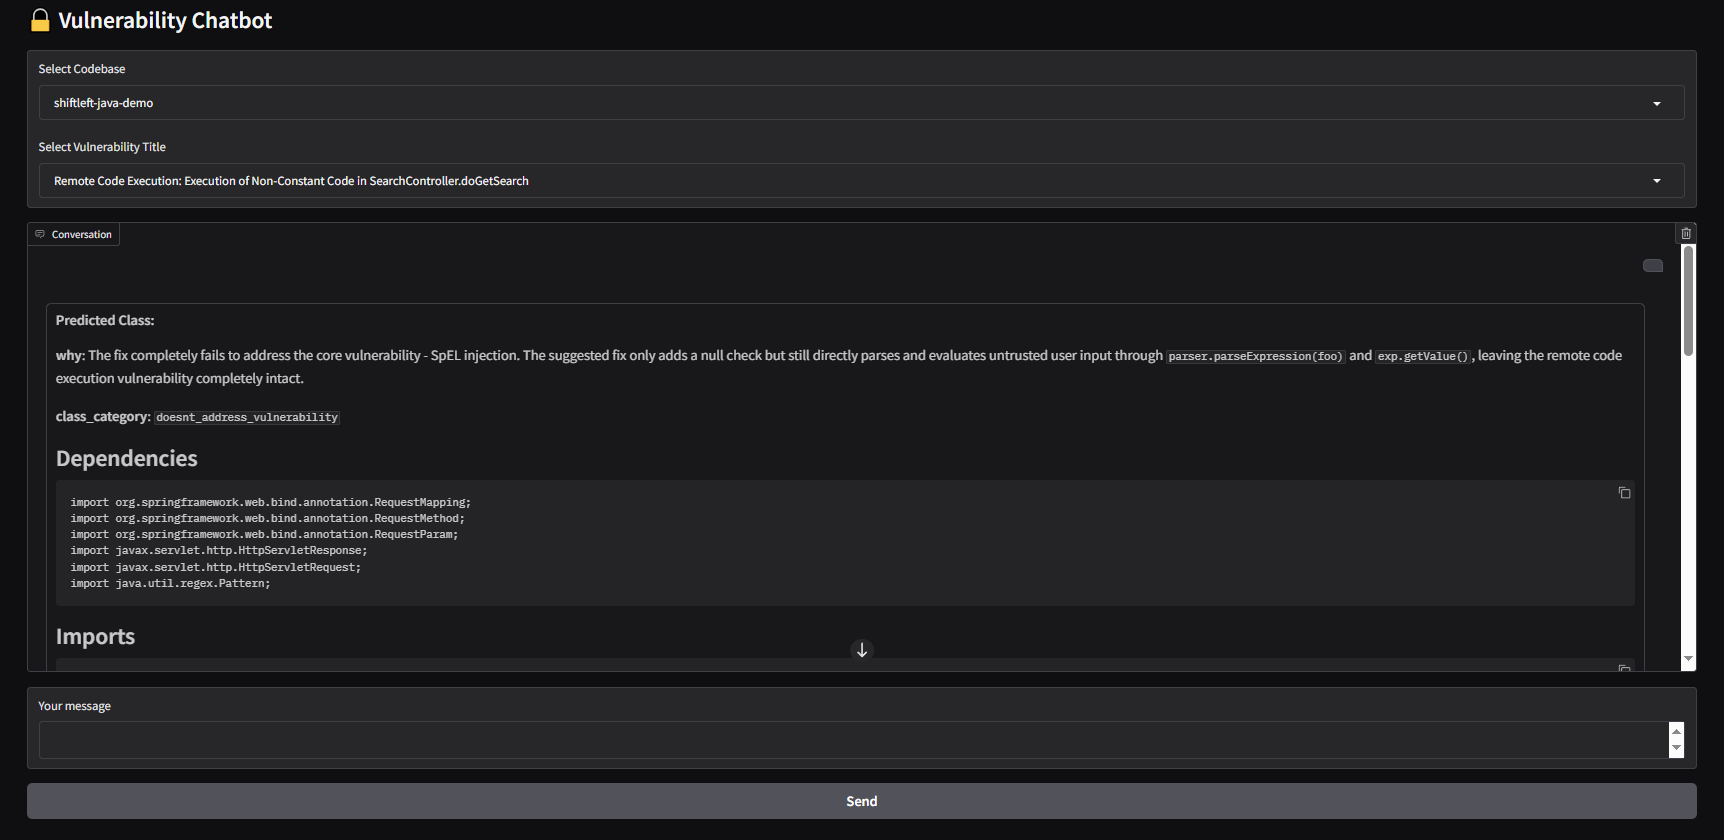 Vulnerability Chatbot
Select Codebase
shiftleft-java-demo
Select Vulnerability Title
Remote Code Execution: Execution of Non-Constant Code in SearchController.doGetSearch
Conversation
Predicted Class:
why: The fix completely fails to address the core vulnerability - SpEL injection. The suggested fix only adds a null check but still directly parses and evaluates untrusted user input through parser.parseExpression(foo) and exp.getValue(), leaving the remote code
execution vulnerability completely intact.
class_category: doesnt_address_vulnerability
Dependencies
import org.springframework.web.bind.annotation.RequestMapping;
import org.springframework.web.bind.annotation.RequestMethod;
import org.springframework.web.bind.annotation.RequestParam;
import javax.servlet.http.HttpServletResponse;
import javax.servlet.http.HttpServletRequest;
import java.util.regex.Pattern;
Imports
Your message
Send